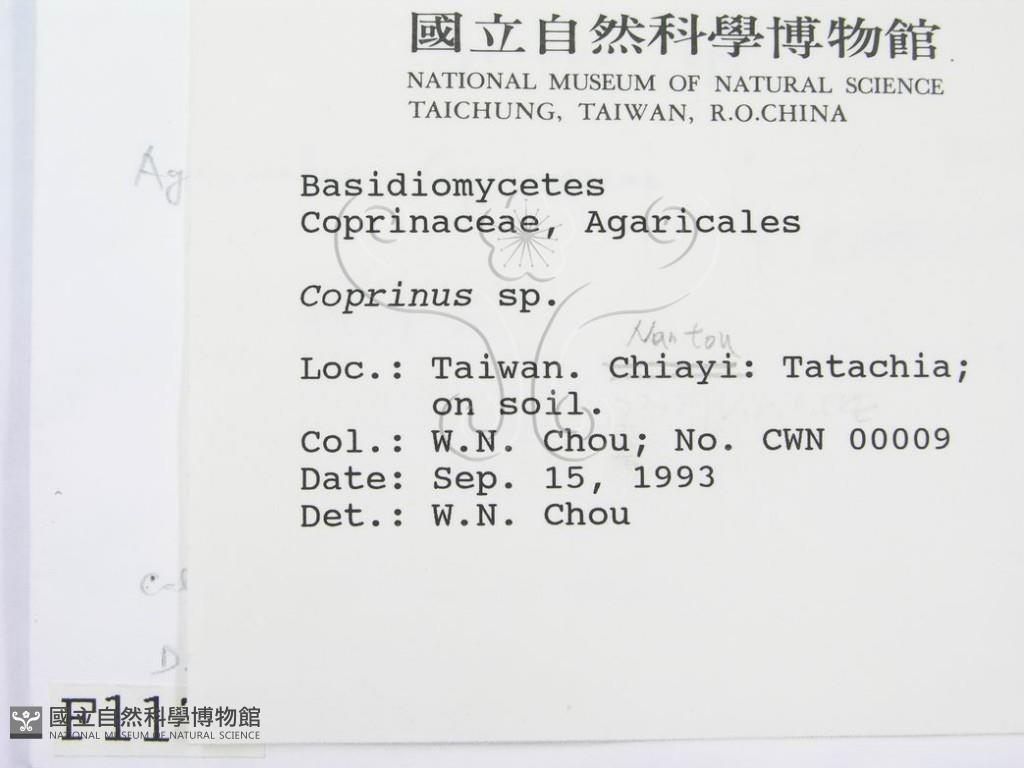 國立自然科學博物館
NATIONAL MUSEUM OF NATURAL SCIENCE
TAICHUNG, TAIWAN, R.O.CHINA
Ag
Basidiomycetes
Coprinaceae, Agaricales
Coprinus sp.
Nantou
Loc.: Taiwan. Chiayi: Tatachia;
on soil.
Col.: W.N. Chou; No. CWN 00009
Date: Sep. 15, 1993
Det.: W.N. Chou
D.
國立自然科學博物館
NATIONAL MUSEUM OF NATURAL SCIENCE